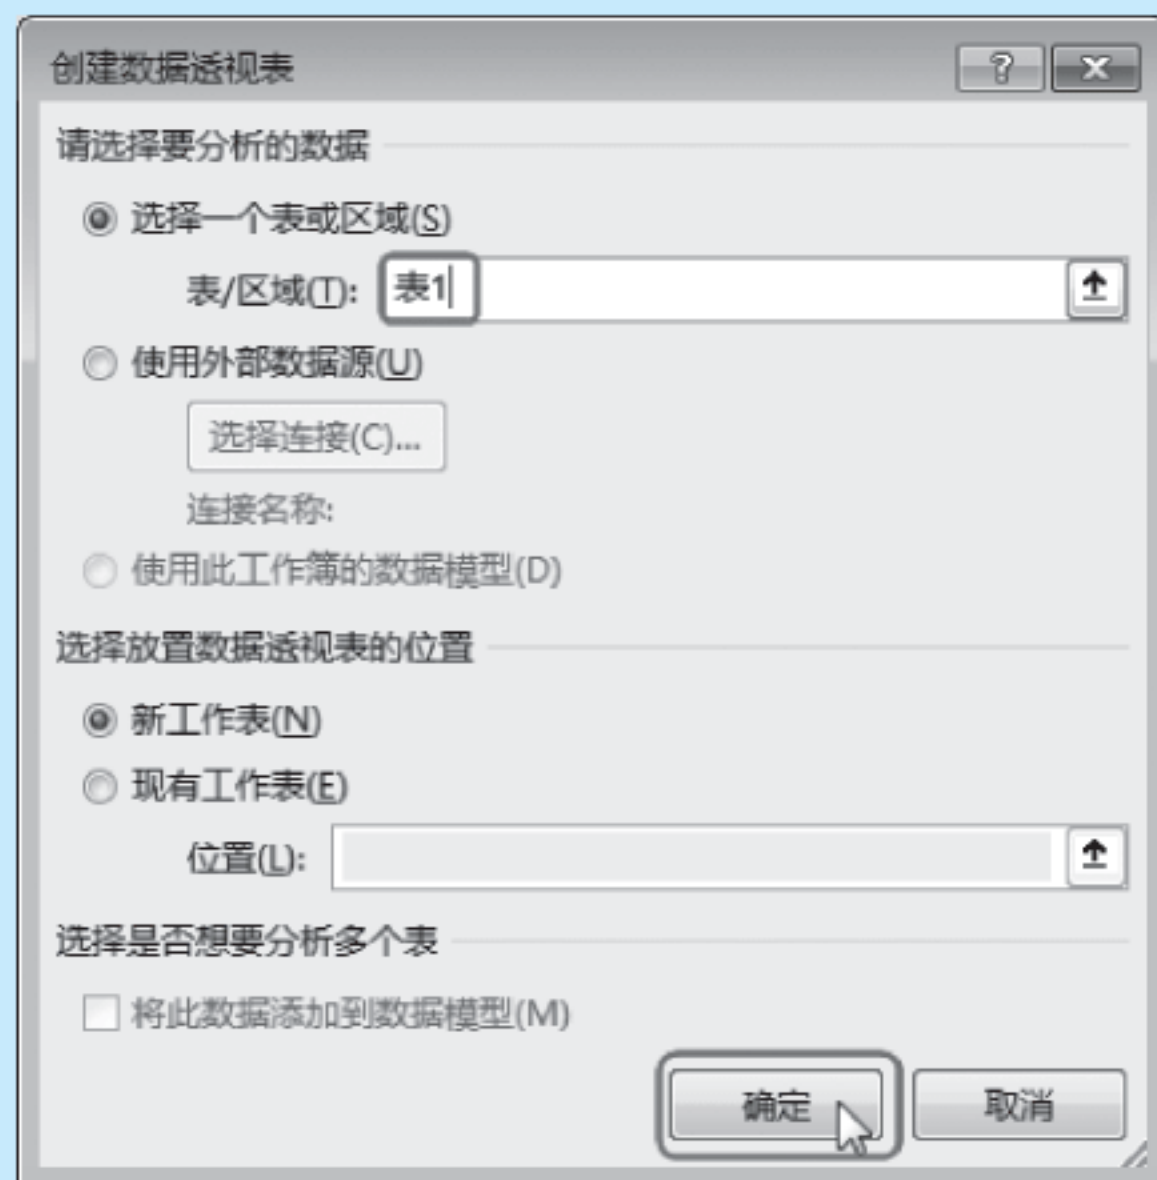 创建数据透视表
请选择要分析的数据
选择一个表或区域(S)
表/区域(T): 表1
使用外部数据源(U)
选择连接(C)...
连接名称:
使用此工作簿的数据模型(D)
选择放置数据透视表的位置
新工作表(N)
现有工作表(E)
位置(L):
选择是否想要分析多个表
将此数据添加到数据模型(M)
确定 取消